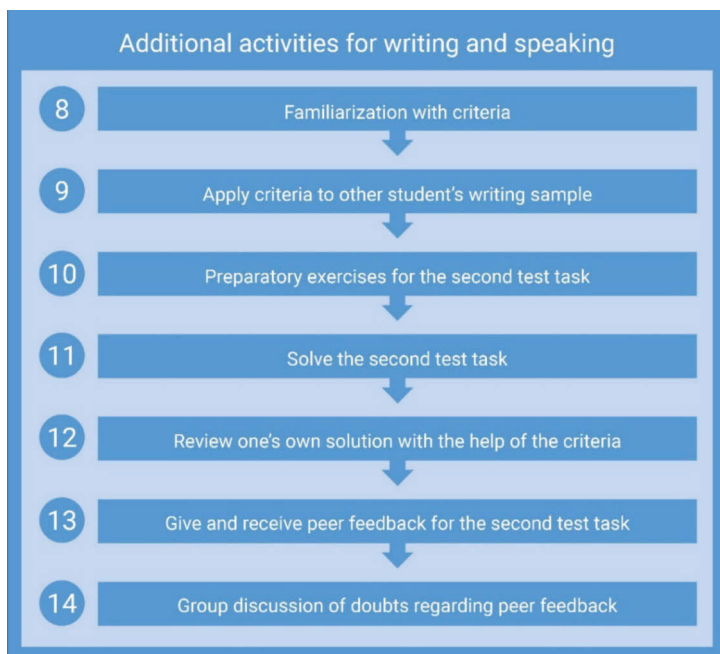 Additional activities for writing and speaking
8
Familiarization with criteria
9
Apply criteria to other student's writing sample
10
Preparatory exercises for the second test task
11
Solve the second test task
12
Review one's own solution with the help of the criteria
13
Give and receive peer feedback for the second test task
14
Group discussion of doubts regarding peer feedback